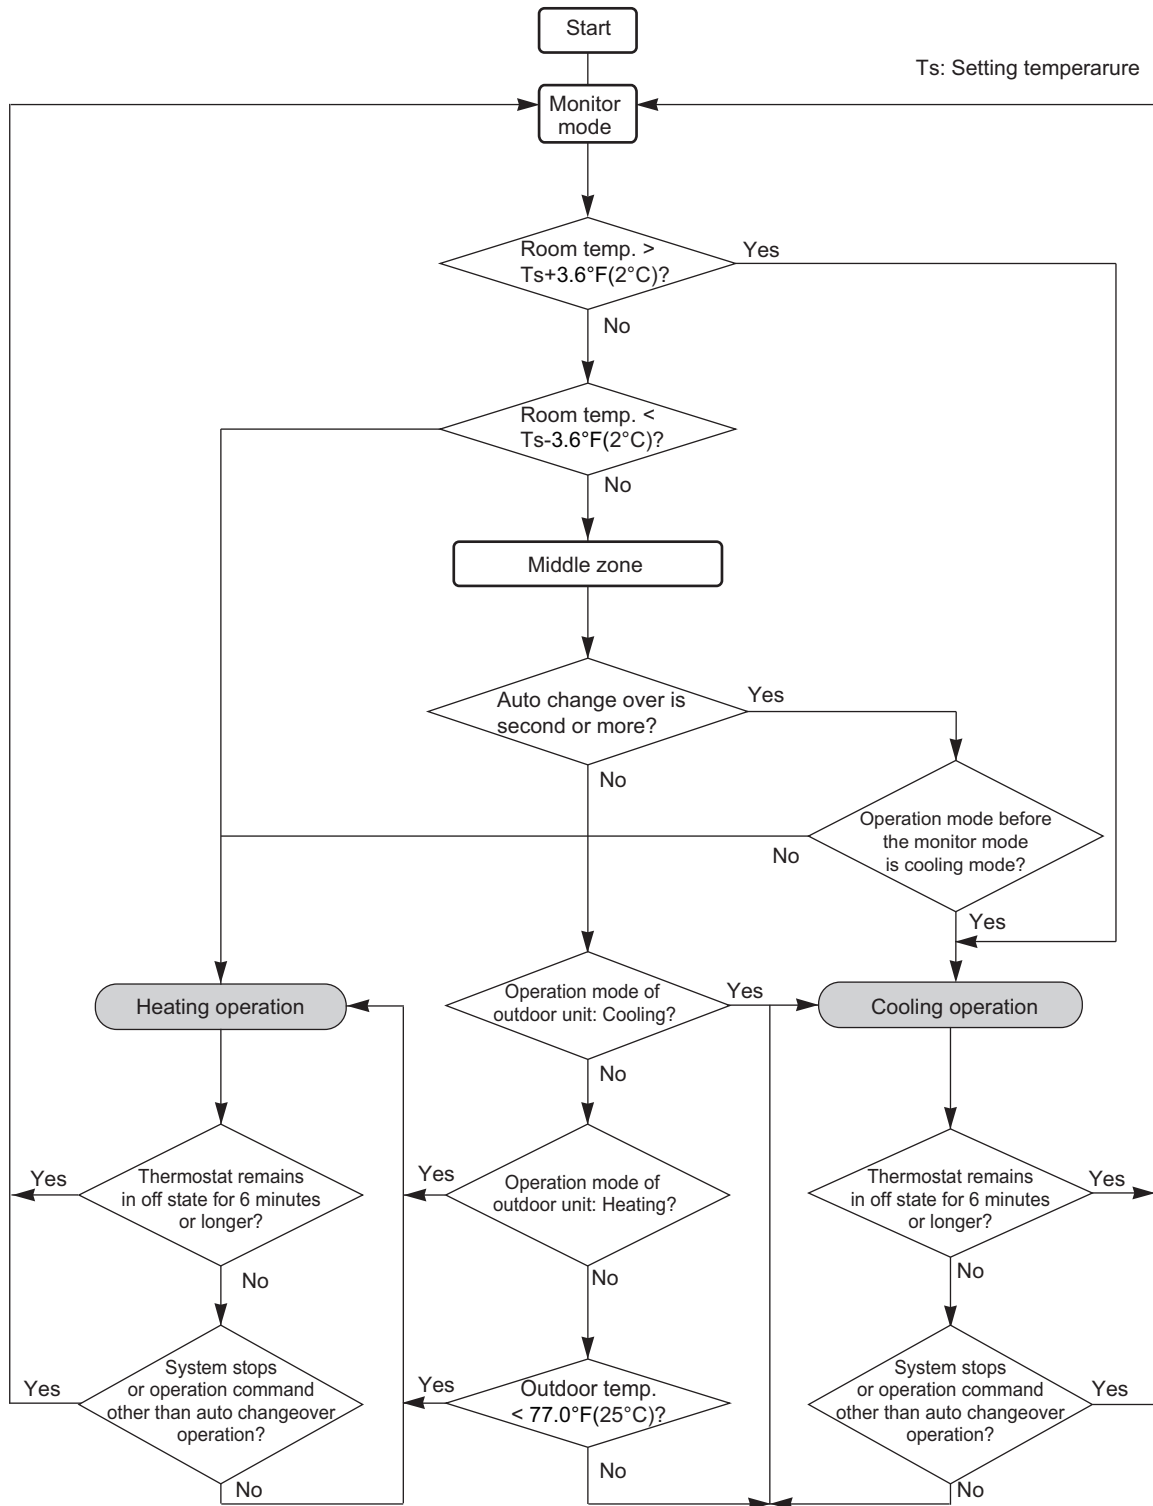 Start
Ts: Setting temperarure
Monitor
mode
Room temp. >
Ts+3.6°F(2°C)?
Yes
No
Room temp. <
Ts-3.6°F(2°C)?
No
Middle zone
Auto change over is
second or more?
Yes
No
Operation mode before
the monitor mode
is cooling mode?
No
Yes
Heating operation
Operation mode of
outdoor unit: Cooling?
Yes
Cooling operation
No
Thermostat remains
in off state for 6 minutes
or longer?
Yes
No
Operation mode of
outdoor unit: Heating?
Yes
No
Thermostat remains
in off state for 6 minutes
or longer?
Yes
No
System stops
or operation command
other than auto changeover
operation?
Yes
No
Outdoor temp.
< 77.0°F(25°C)?
Yes
No
System stops
or operation command
other than auto changeover
operation?
Yes
No